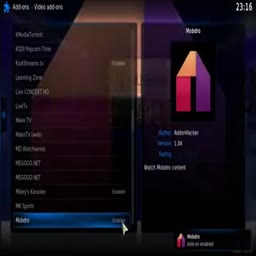 Add-ons - Video add-ons
23:16
KMediaTorrent
KODI Popcorn Time
KodiStreams.tv Enabled
Learning Zone
Live CONCERT HD
LiveTv
Make TV
MakeTV (web)
MD Watchseries
MEGOGO.NET
MEGOGO.NET
Mikey's Karaoke Enabled
MK Sports
Mobdro Enabled
Mobdro
Author AddonHacker
Version 1.04
Rating
Watch Mobdro content
Mobdro
Add-on enabled